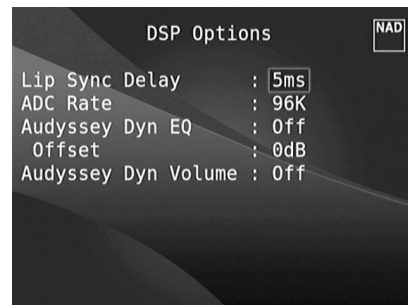 DSP Options
NAD
Lip Sync Delay : 5ms
ADC Rate : 96K
Audyssey Dyn EQ : Off
Offset : 0dB
Audyssey Dyn Volume : Off